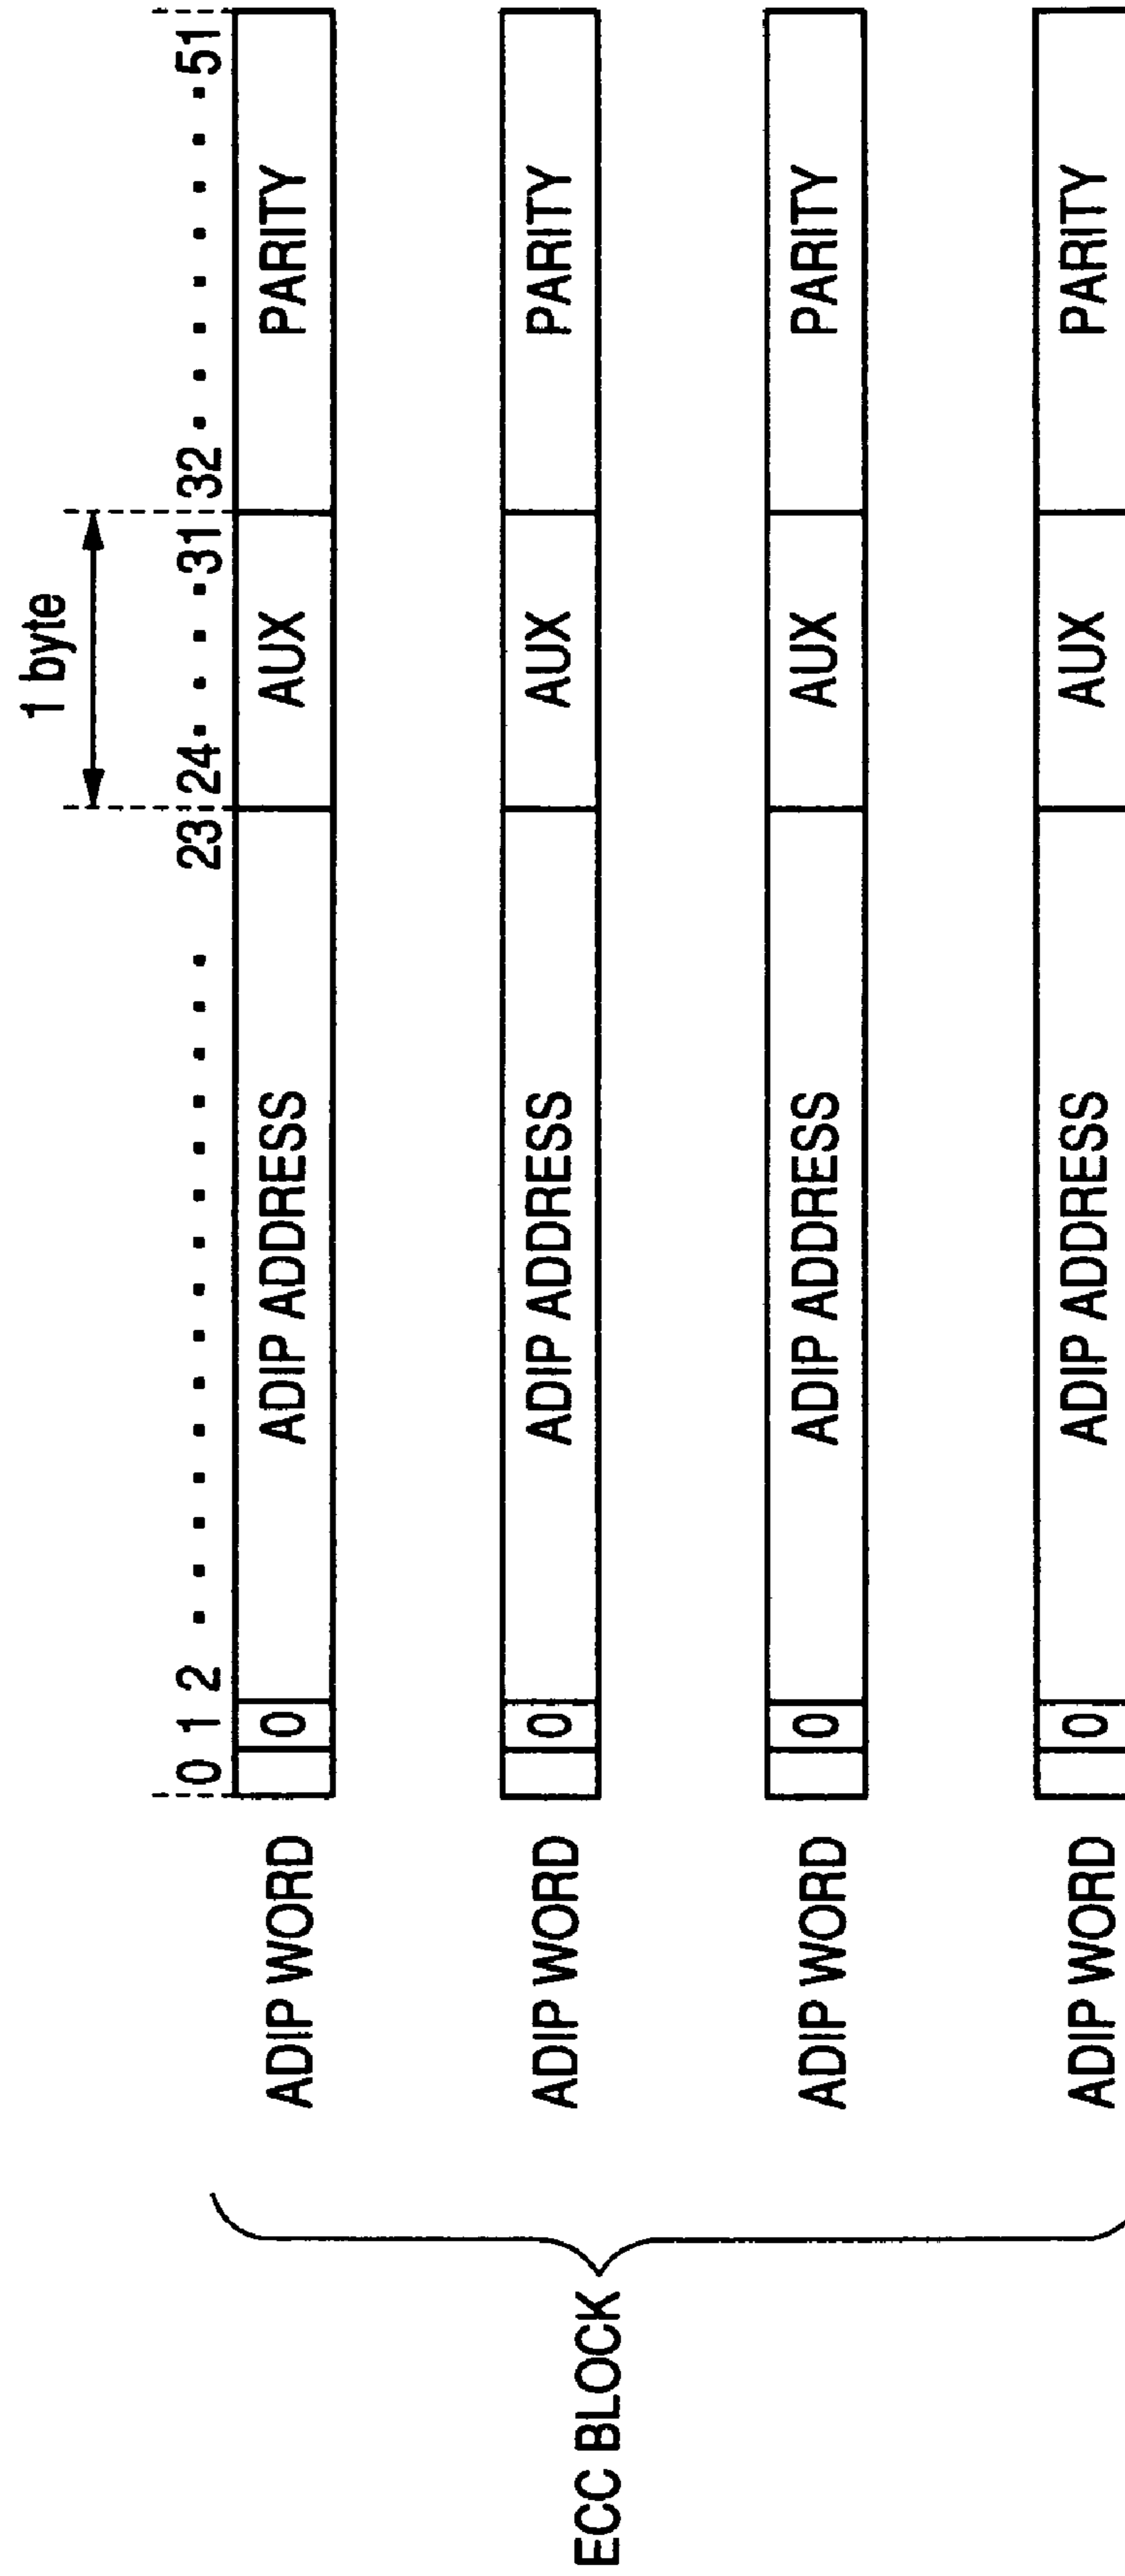 1 byte
0 1 2 . . . . . . . . . . . . . . . 23 24 . . . . 31 32 . . . . . . . . 51
ADIP WORD 0 ADIP ADDRESS AUX PARITY
ADIP WORD 0 ADIP ADDRESS AUX PARITY
ECC BLOCK
ADIP WORD 0 ADIP ADDRESS AUX PARITY
ADIP WORD 0 ADIP ADDRESS AUX PARITY